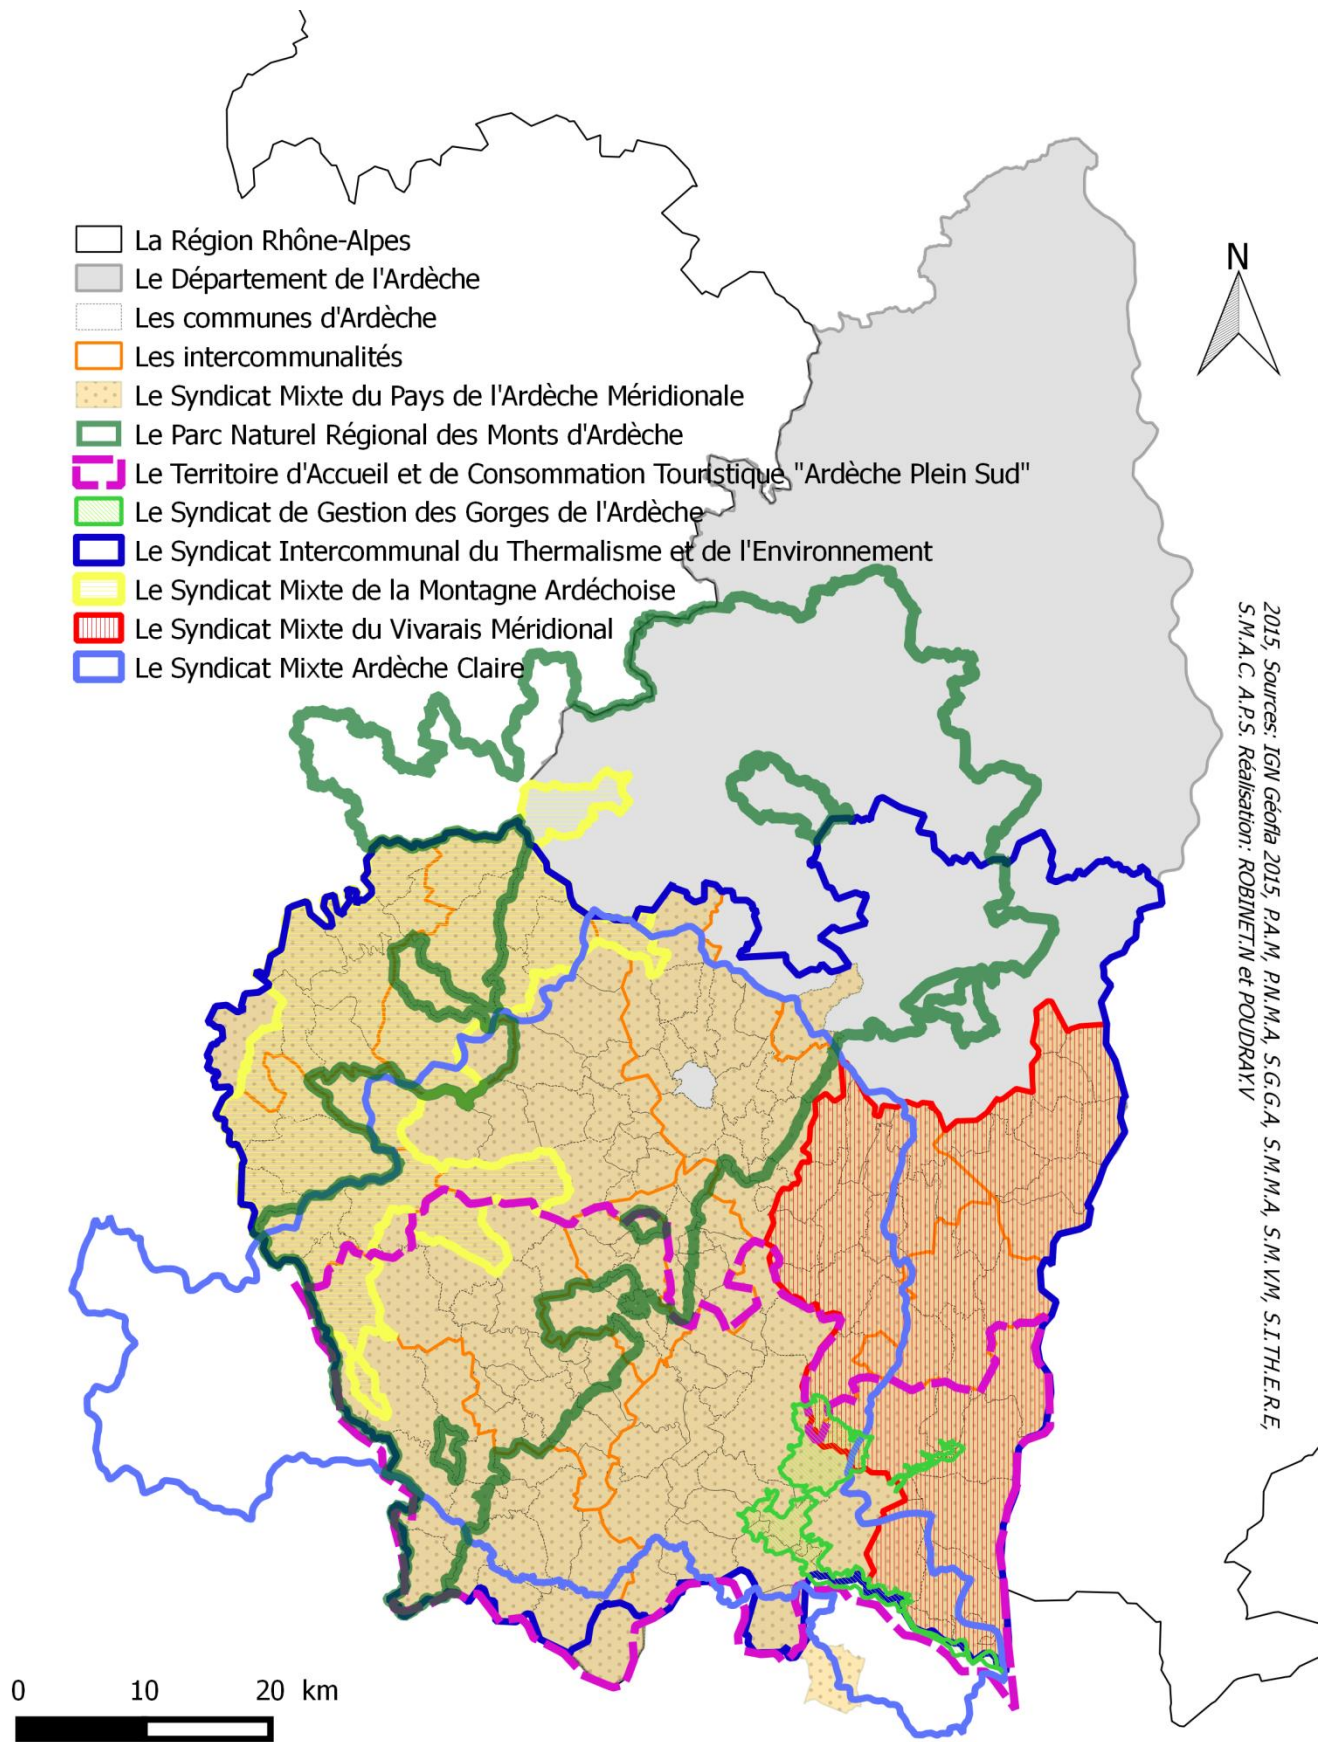 La Région Rhône-Alpes
N
Le Département de l'Ardèche
Les communes d'Ardèche
Les intercommunalités
Le Syndicat Mixte du Pays de l'Ardèche Méridionale
Le Parc Naturel Régional des Monts d'Ardèche
Le Territoire d'Accueil et de Consommation Touristique "Ardèche Plein Sud"
Le Syndicat de Gestion des Gorges de l'Ardèche
Le Syndicat Intercommunal du Thermalisme et de l'Environnement
Le Syndicat Mixte de la Montagne Ardéchoise
Le Syndicat Mixte du Vivarais Méridional
Le Syndicat Mixte Ardèche Claire
2015, Sources: IGN Géofla 2015, P.A.M, P.N.M.A, S.G.G.A, S.M.M.A, S.M.V.M, S.I.T.H.E.R.E,
S.M.A.C. A.P.S. Réalisation: ROBINET.N et POUDRAY.V
0 10 20 km